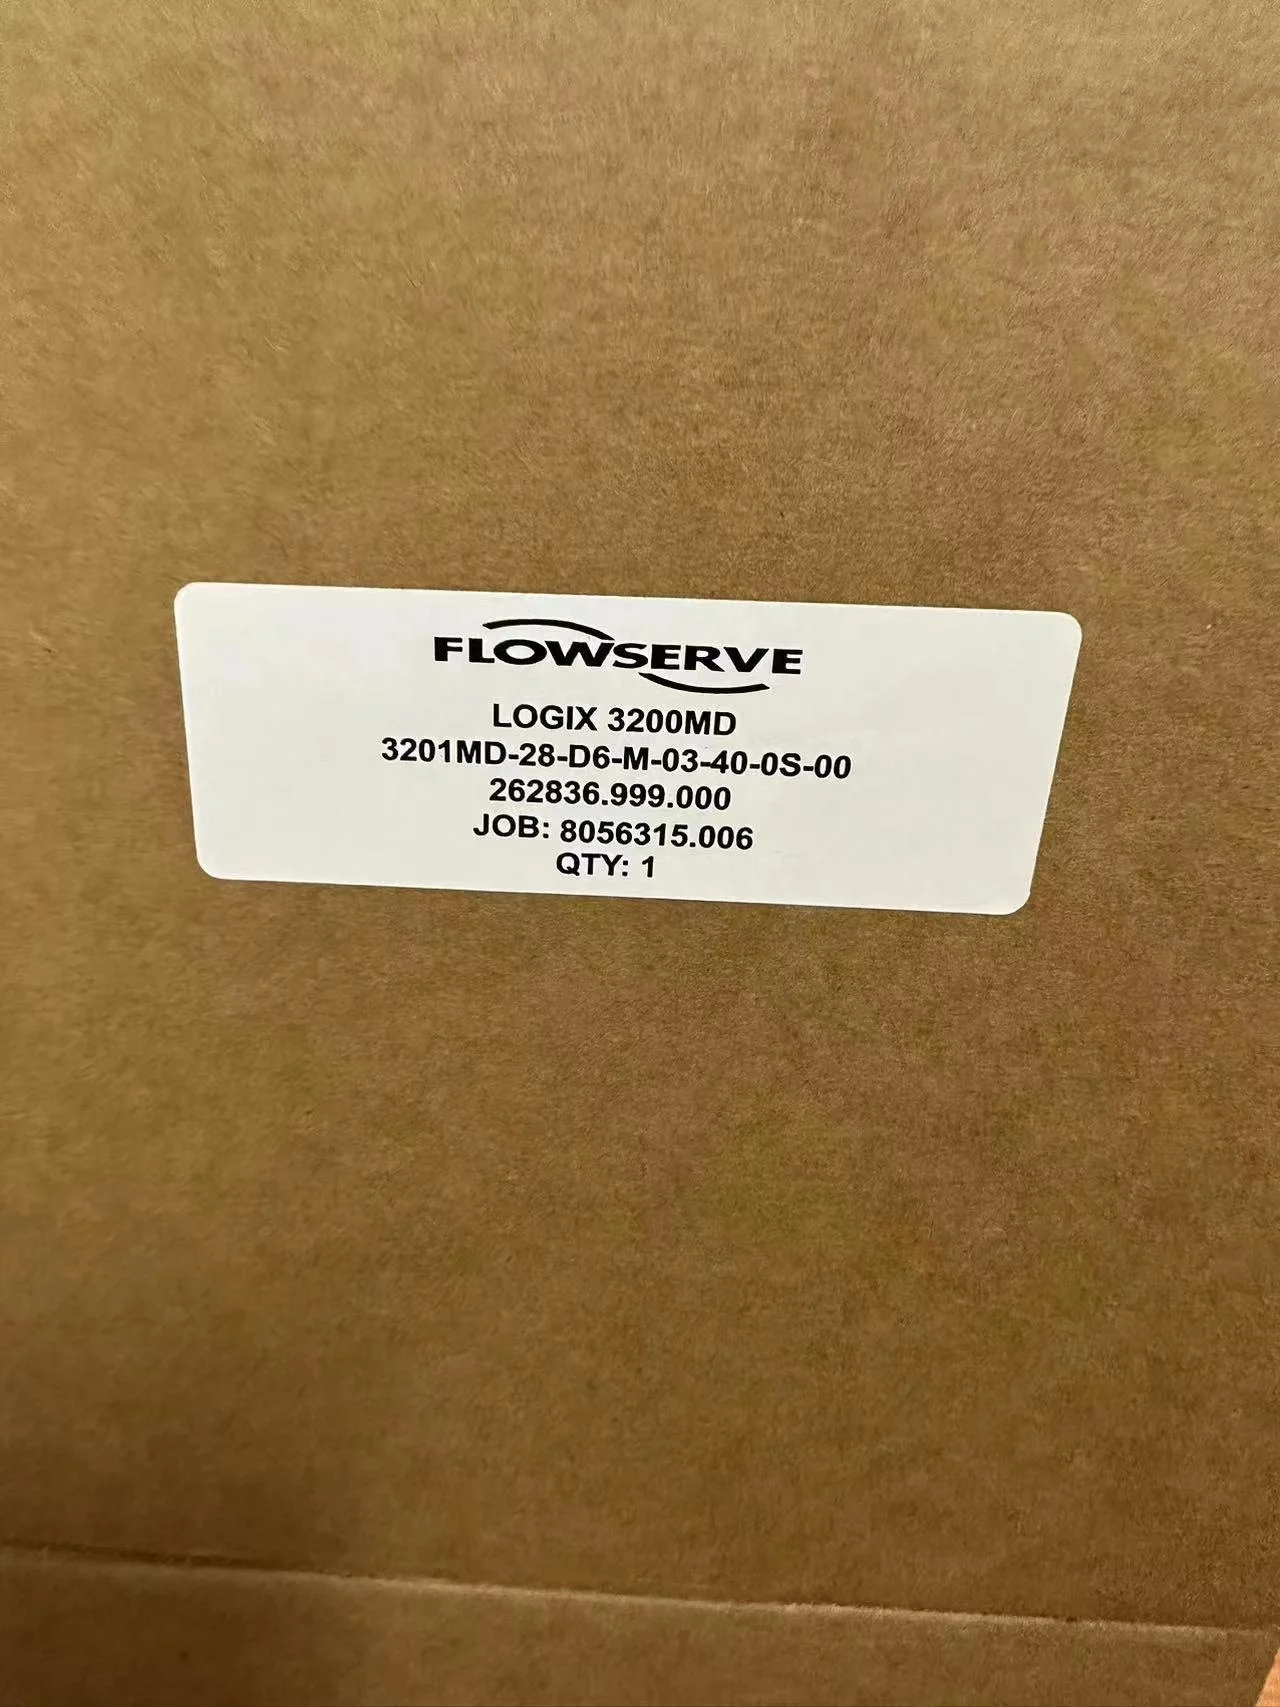 FLOWSERVE
LOGIX 3200MD
3201MD-28-D6-M-03-40-0S-00
262836.999.000
JOB: 8056315.006
QTY: 1